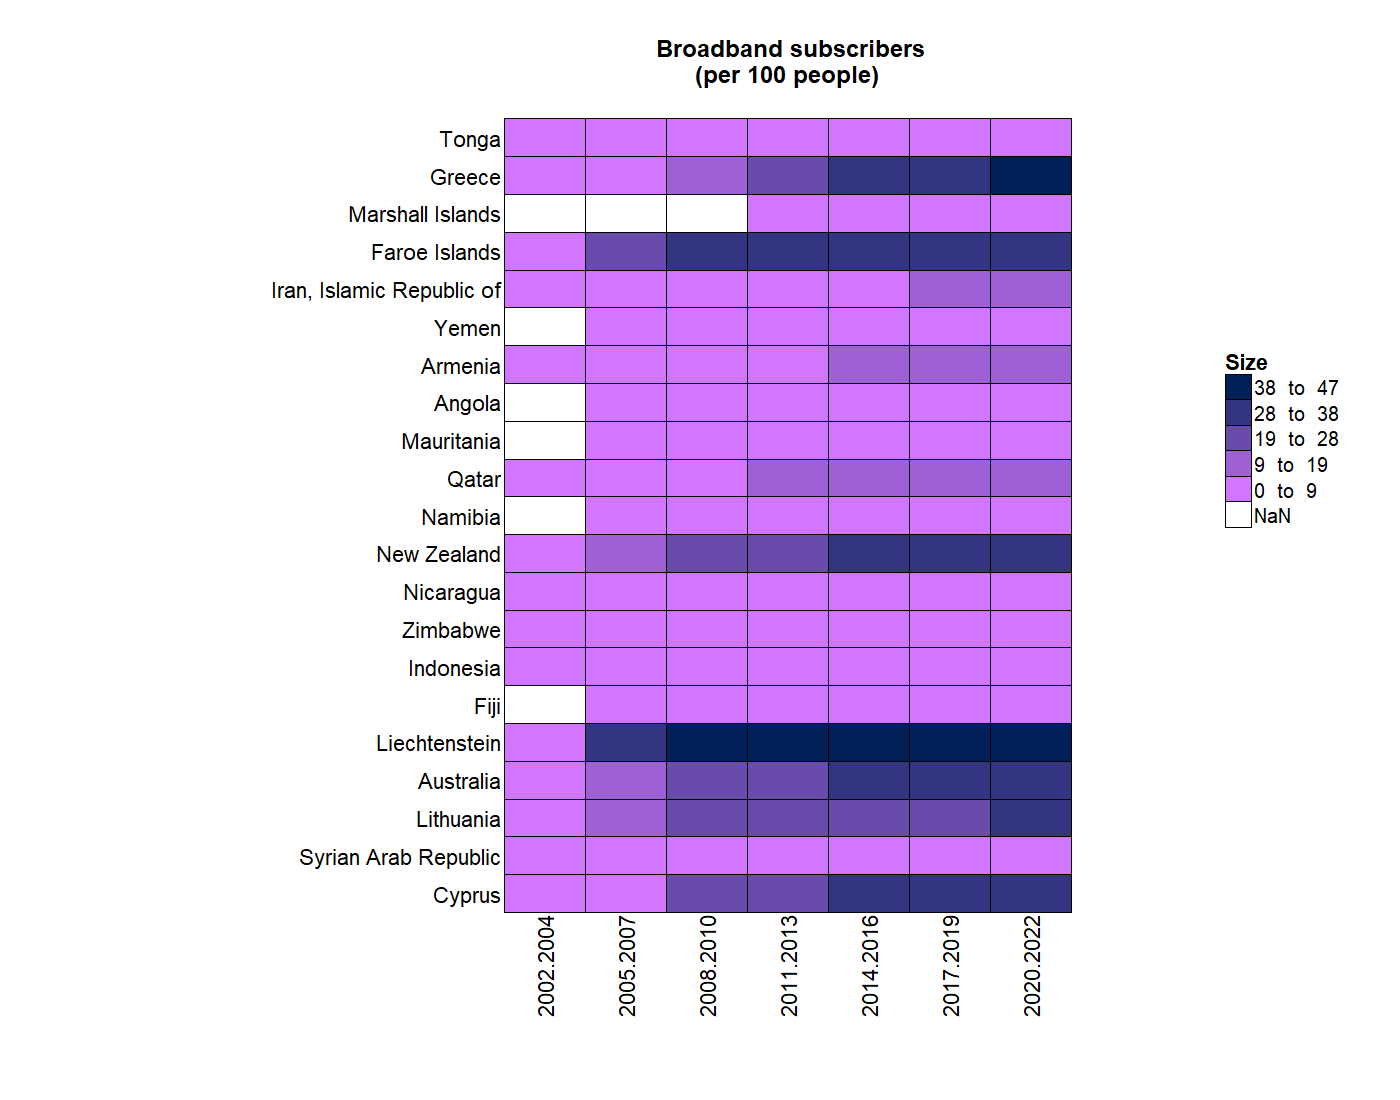 Broadband subscribers
(per 100 people)
Tonga
Greece
Marshall Islands
Faroe Islands
Iran, Islamic Republic of
Yemen
Armenia
Angola
Mauritania
Qatar
Namibia
New Zealand
Nicaragua
Zimbabwe
Indonesia
Fiji
Liechtenstein
Australia
Lithuania
Syrian Arab Republic
Cyprus
2002.2004
2005.2007
2008.2010
2011.2013
2014.2016
2017.2019
2020.2022
Size
38 to 47
28 to 38
19 to 28
9 to 19
0 to 9
NaN